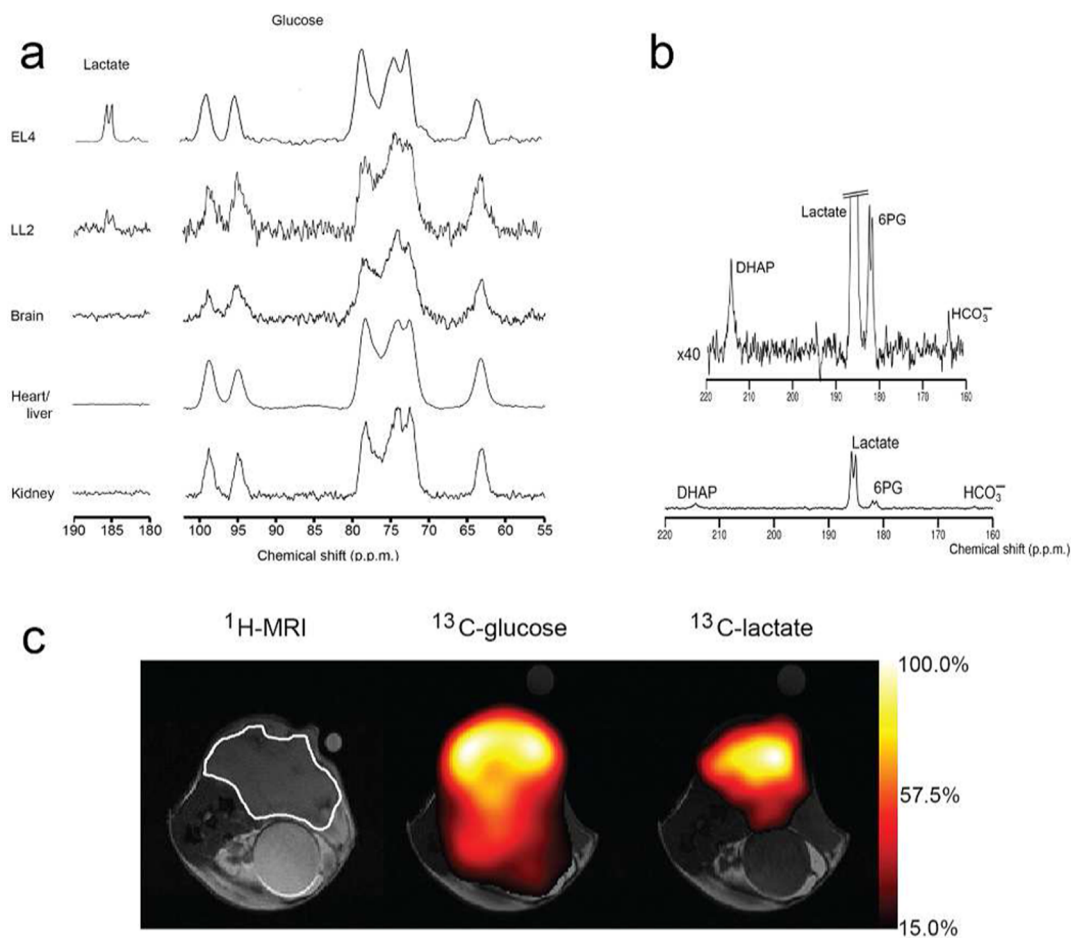 a
Glucose
Lactate
EL4
LL2
Brain
Heart/
liver
Kidney
190 185 180 100 95 90 85 80 75 70 65 60 55
Chemical shift (p.p.m.)
b
Lactate
6PG
DHAP
HCO₃⁻
x40
220 210 200 190 180 170 160
Lactate
DHAP
6PG
HCO₃⁻
220 210 200 190 180 170 160
Chemical shift (p.p.m.)
c
¹H-MRI ¹³C-glucose ¹³C-lactate
100.0%
57.5%
15.0%